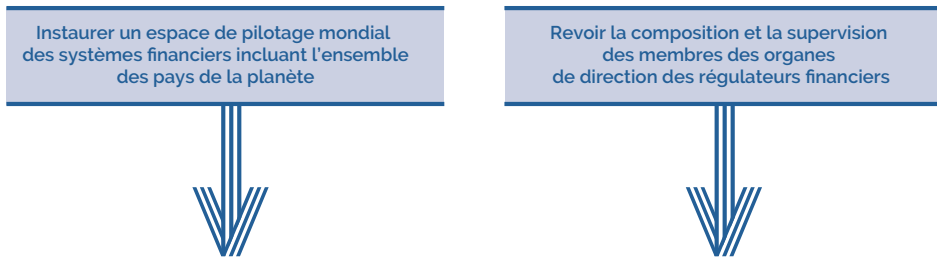 Instaurer un espace de pilotage mondial
des systèmes financiers incluant l'ensemble
des pays de la planète
Revoir la composition et la supervision
des membres des organes
de direction des régulateurs financiers